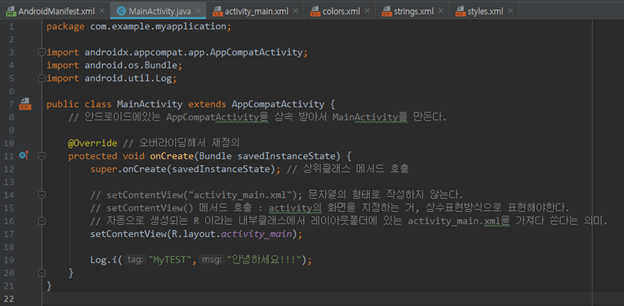 AndroidManifest.xml MainActivity.java activity_main.xml colors.xml strings.xml styles.xml
1 package com.example.myapplication;
2
3 import androidx.appcompat.app.AppCompatActivity;
4 import android.os.Bundle;
5 import android.util.Log;
6
7 public class MainActivity extends AppCompatActivity {
8 // 안드로이드에있는 AppCompatActivity을 상속 받아서 MainActivity를 만든다.
9
10 @Override // 오버라이딩해서 재정의
11 protected void onCreate(Bundle savedInstanceState) {
12 super.onCreate(savedInstanceState); // 상위클래스 메서드 호출
13
14 // setContentView("activity_main.xml"); 문자열의 형태로 작성하지 않는다.
15 // setContentView() 메서드 호출 : activity의 화면을 지정하는 거, 상수표현방식으로 표현해야한다.
16 // 자동으로 생성되는 R 이라는 내부클래스에서 레이아웃폴더에 있는 activity_main.xml을 가져다 쓴다는 의미.
17 setContentView(R.layout.activity_main);
18
19 Log.i( tag: "MyTEST", msg: "안녕하세요!!!");
20 }
21 }
22